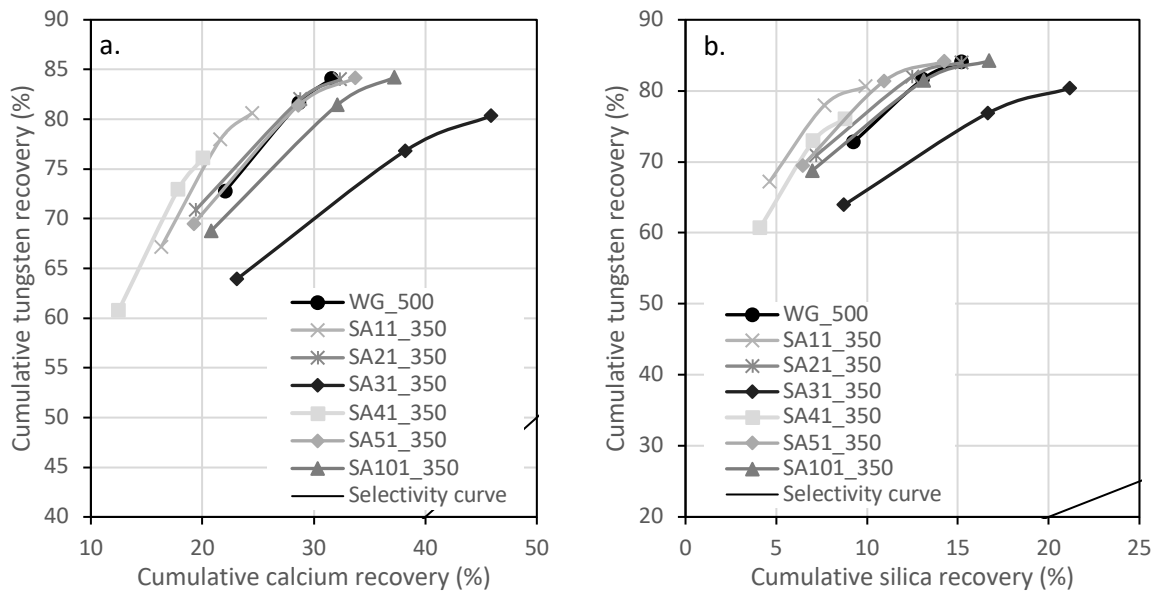 a.
Cumulative tungsten recovery (%)
90
85
80
75
70
65
60
55
50
45
40
10
20
30
40
50
Cumulative calcium recovery (%)
WG_500
SA11_350
SA21_350
SA31_350
SA41_350
SA51_350
SA101_350
Selectivity curve
b.
Cumulative tungsten recovery (%)
90
80
70
60
50
40
30
20
0
5
10
15
20
25
Cumulative silica recovery (%)
WG_500
SA11_350
SA21_350
SA31_350
SA41_350
SA51_350
SA101_350
Selectivity curve